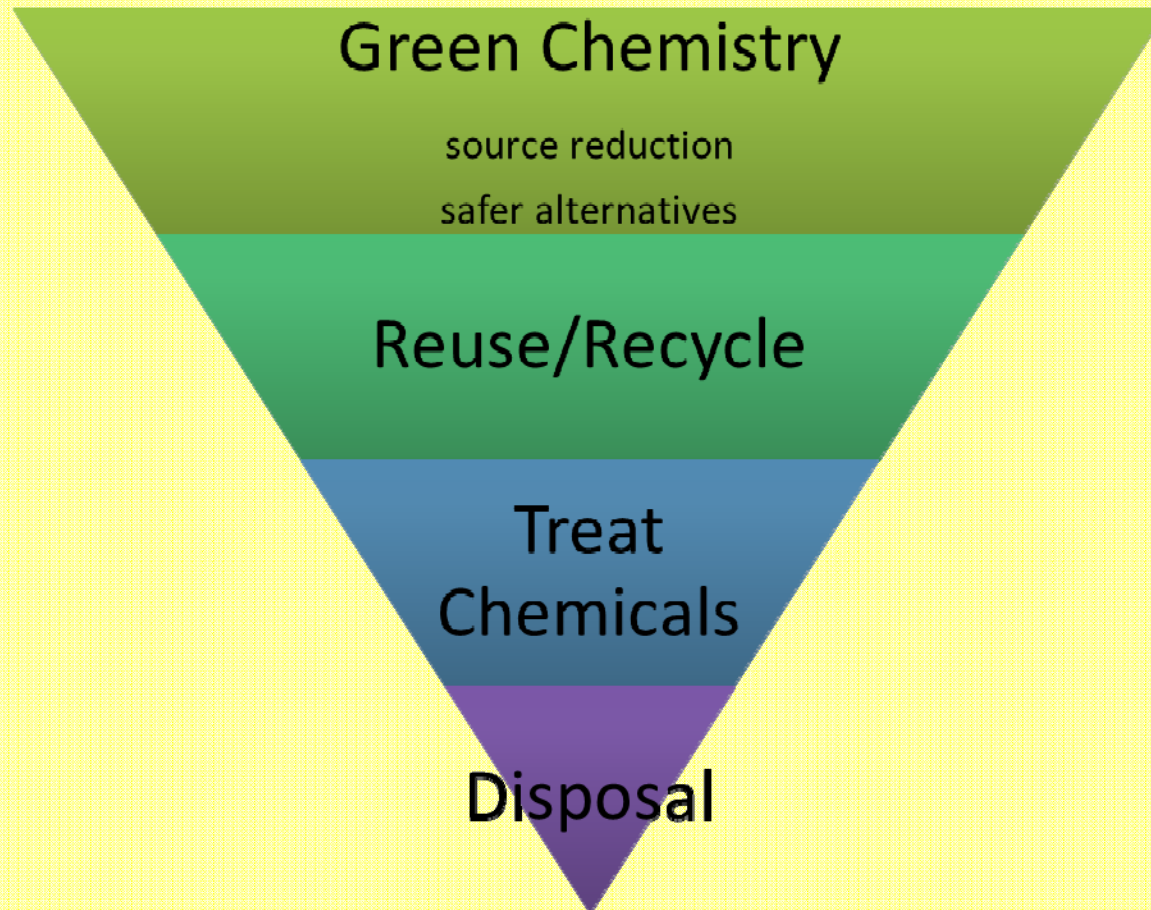 Green Chemistry
source reduction
safer alternatives
Reuse/Recycle
Treat
Chemicals
Disposal